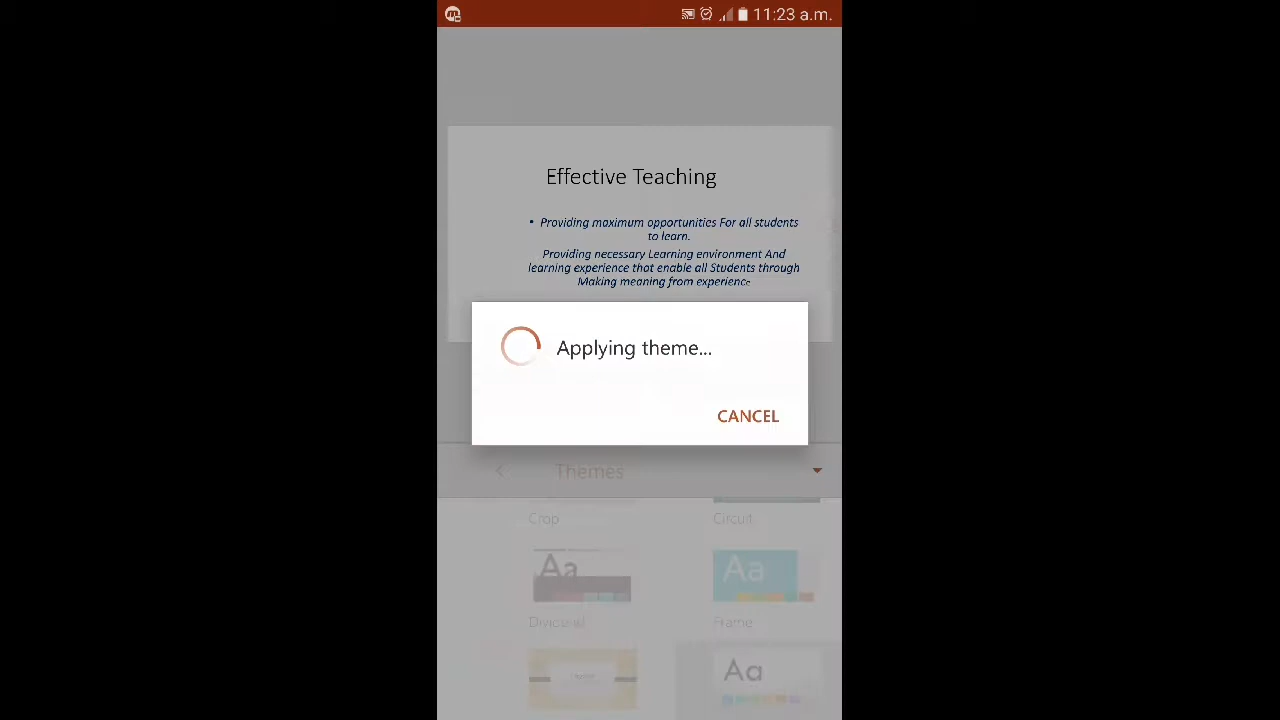 11:23 a.m.
Effective Teaching
• Providing maximum opportunities For all students
to learn.
Providing necessary Learning environment And
learning experience that enable all Students through
Making meaning from experience
Applying theme...
CANCEL
Themes
Crop
Circuit
Aa
Aa
Dividend
Frame
Aa